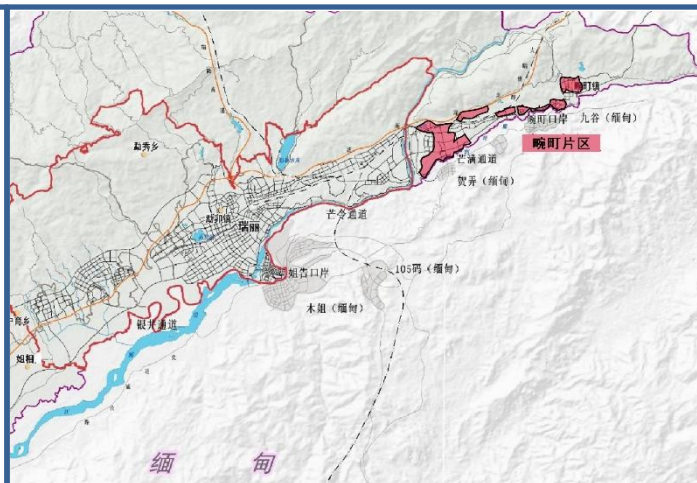 畹町镇
畹町口岸
九谷（缅甸）
畹町片区
勐秀乡
芒满通道
贺弄（缅甸）
勐卯镇
瑞丽
芒令通道
姐告口岸
105码（缅甸）
木姐（缅甸）
银井通道
姐相
缅甸